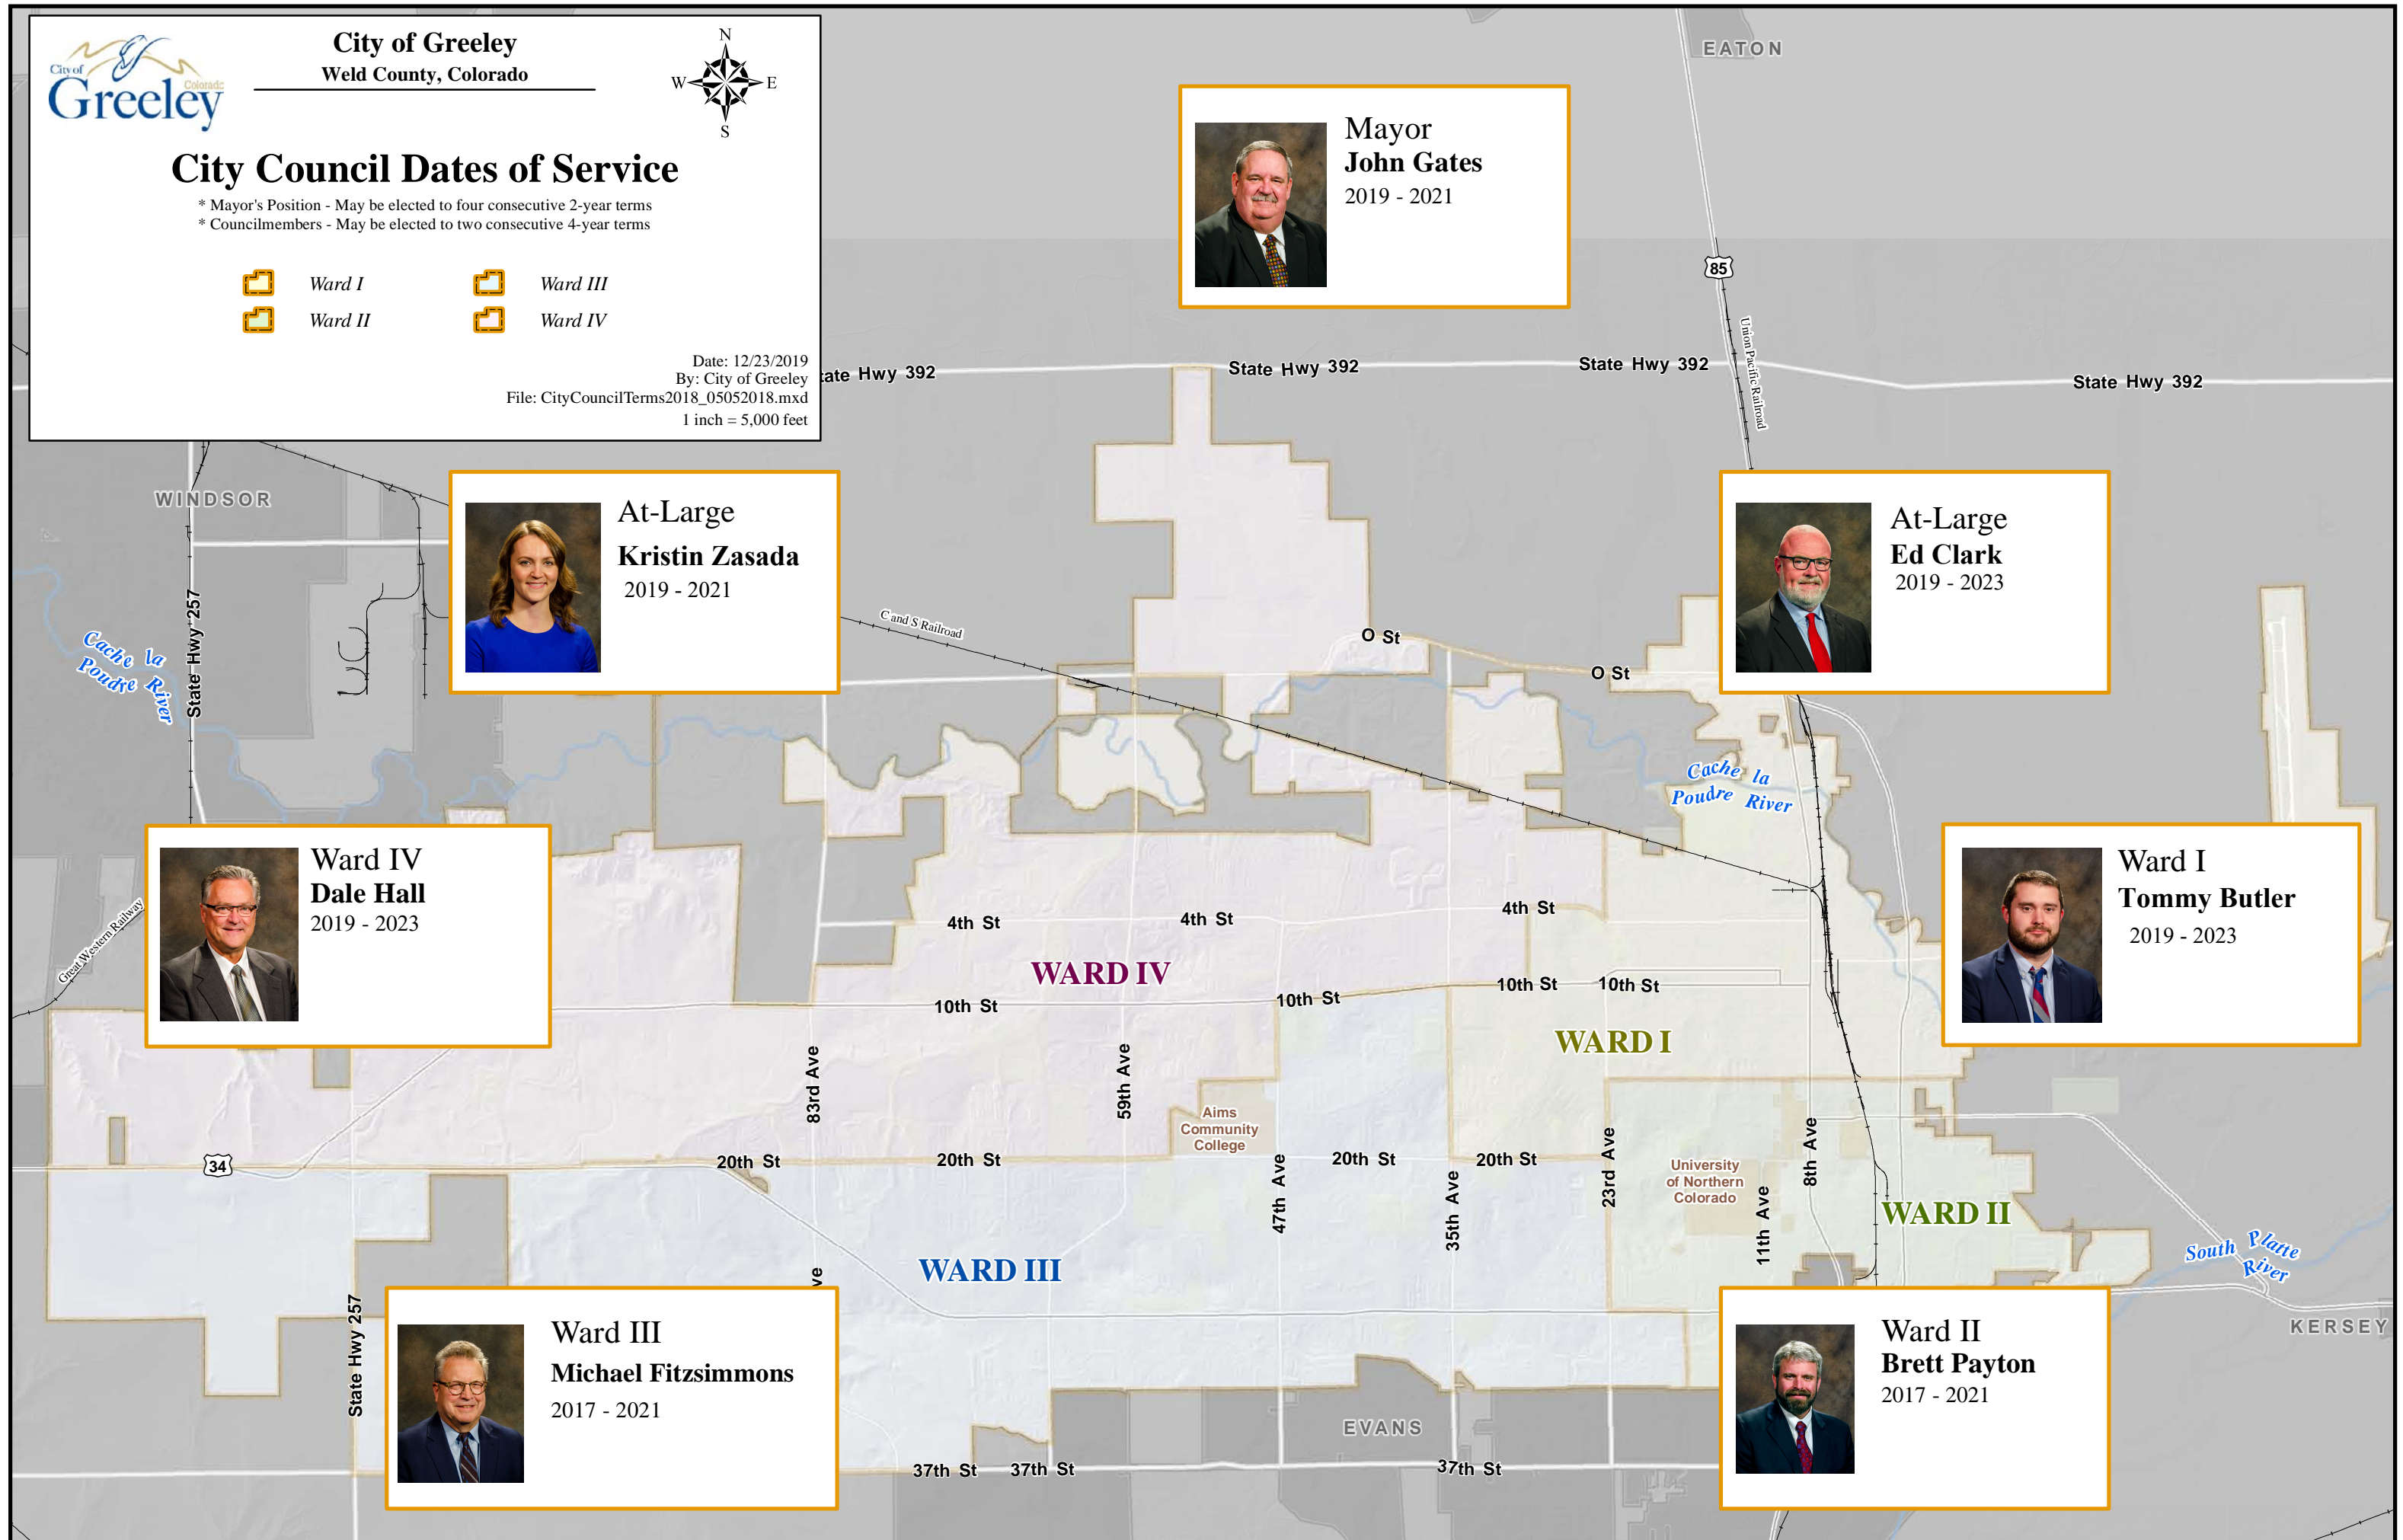 City of
Greeley
Colorado
City of Greeley
Weld County, Colorado
N
W
E
S
City Council Dates of Service
* Mayor's Position - May be elected to four consecutive 2-year terms
* Councilmembers - May be elected to two consecutive 4-year terms
Ward I
Ward III
Ward II
Ward IV
Date: 12/23/2019
By: City of Greeley
File: CityCouncilTerms2018_05052018.mxd
1 inch = 5,000 feet
EATON
Mayor
John Gates
2019 - 2021
85
Union Pacific Railroad
tate Hwy 392
State Hwy 392
State Hwy 392
State Hwy 392
WINDSOR
At-Large
Kristin Zasada
2019 - 2021
At-Large
Ed Clark
2019 - 2023
State Hwy 257
Cache la
Poudre River
C and S Railroad
O St
O St
Cache la
Poudre River
Ward IV
Dale Hall
2019 - 2023
Great Western Railway
Ward I
Tommy Butler
2019 - 2023
4th St
4th St
4th St
WARD IV
10th St
10th St
10th St
10th St
WARD I
83rd Ave
59th Ave
Aims
Community
College
34
20th St
20th St
20th St
20th St
47th Ave
35th Ave
23rd Ave
University
of Northern
Colorado
11th Ave
8th Ave
WARD II
WARD III
South Platte
River
ve
KERSEY
State Hwy 257
Ward III
Michael Fitzsimmons
2017 - 2021
Ward II
Brett Payton
2017 - 2021
EVANS
37th St
37th St
37th St